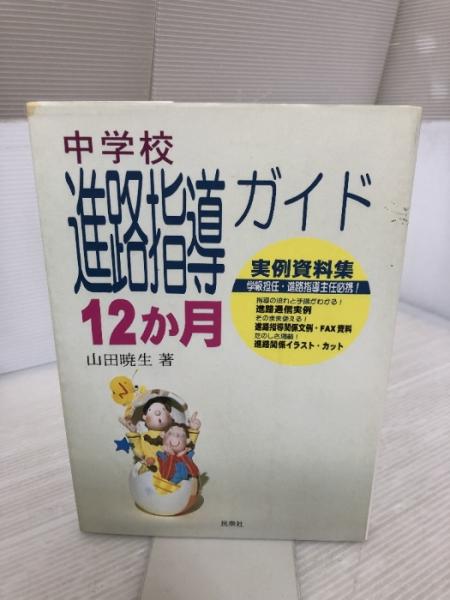 中学校
進路指導 ガイド
12か月
山田暁生 著
実例資料集
学級担任・進路指導主任必携！
指導の流れと手順がわかる！
進路通信実例
そのまま使える！
進路指導関係文例・FAX資料
たのしさ満載！
進路関係イラスト・カット
民衆社